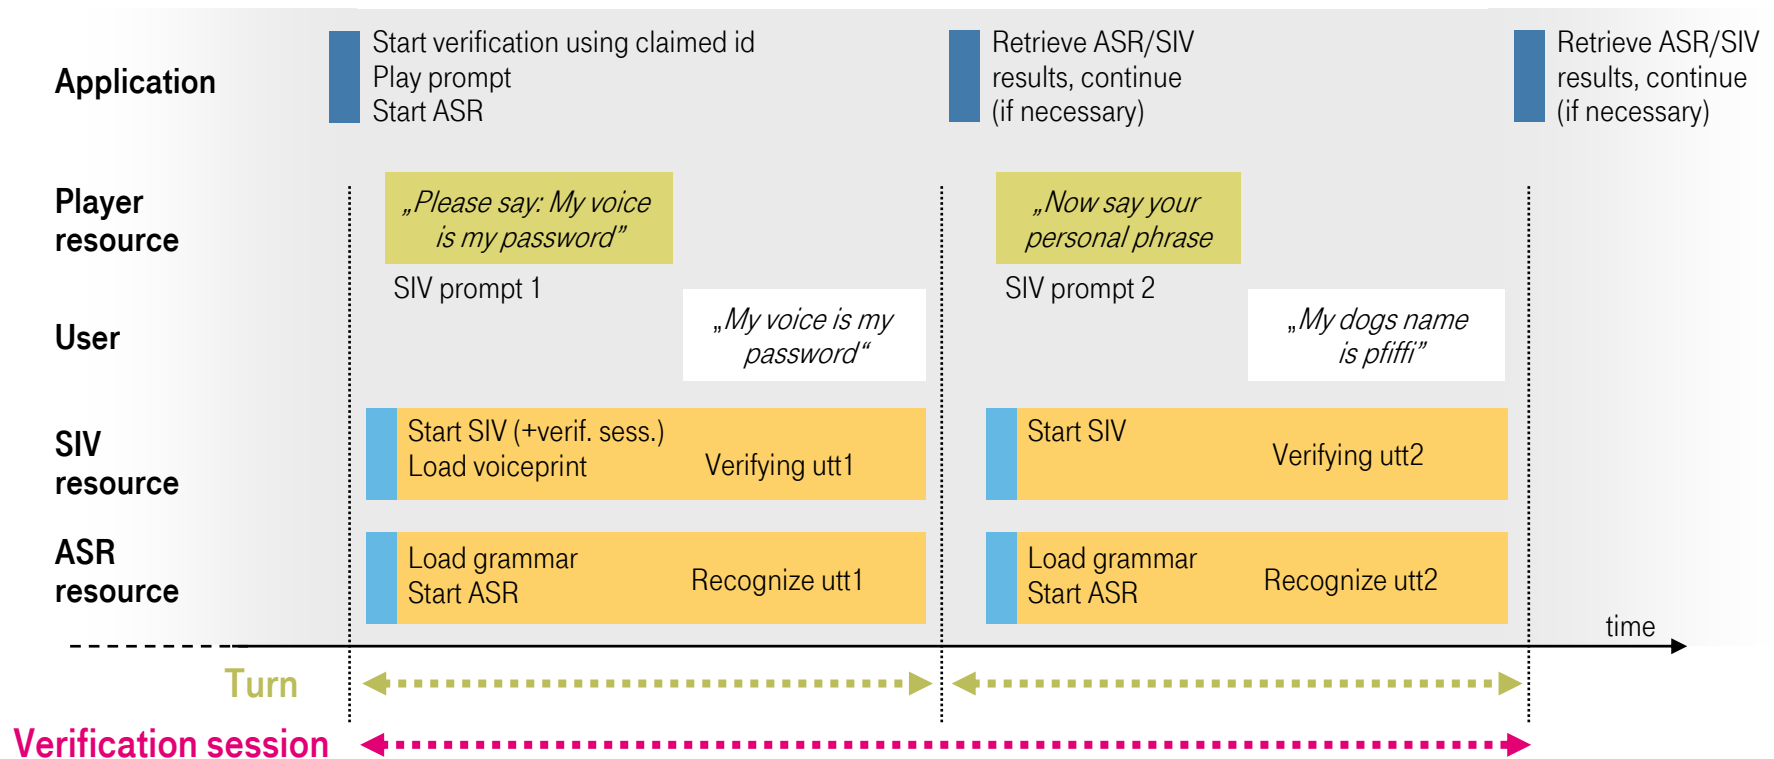 Application
Start verification using claimed id
Play prompt
Start ASR
Retrieve ASR/SIV
results, continue
(if necessary)
Retrieve ASR/SIV
results, continue
(if necessary)
Player
resource
„Please say: My voice
is my password”
SIV prompt 1
„Now say your
personal phrase
SIV prompt 2
User
„My voice is my
password“
„My dogs name
is pfiffi”
SIV
resource
Start SIV (+verif. sess.)
Load voiceprint
Verifying utt1
Start SIV
Verifying utt2
ASR
resource
Load grammar
Start ASR
Recognize utt1
Load grammar
Start ASR
Recognize utt2
time
Turn
Verification session